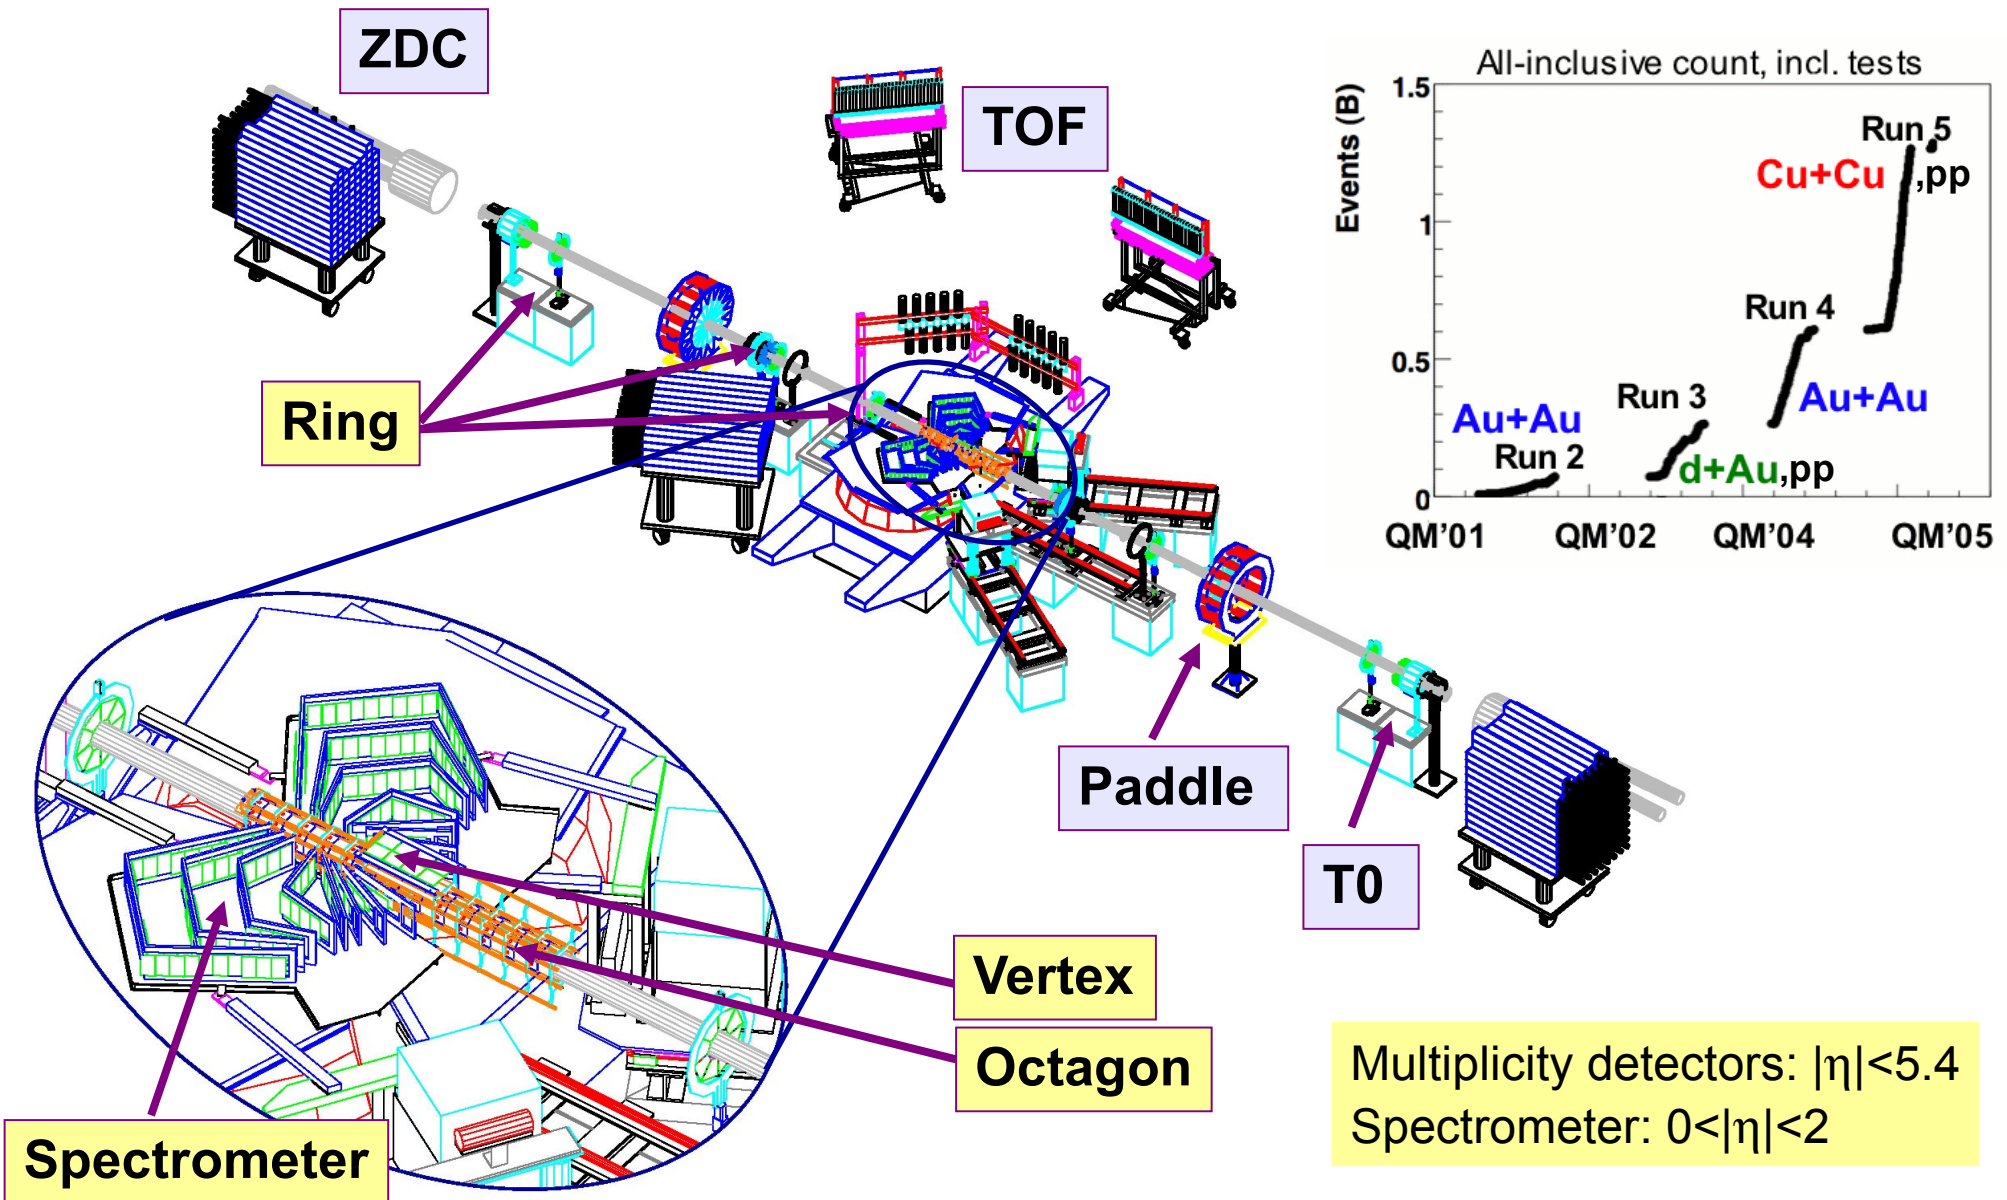 ZDC
TOF
Ring
All-inclusive count, incl. tests
Events (B)
1.5
1
0.5
0
Run 5
Cu+Cu ,pp
Run 4
Au+Au
Run 3
d+Au,pp
Au+Au
Run 2
QM'01 QM'02 QM'04 QM'05
Paddle
T0
Vertex
Octagon
Spectrometer
Multiplicity detectors: |η|<5.4
Spectrometer: 0<|η|<2